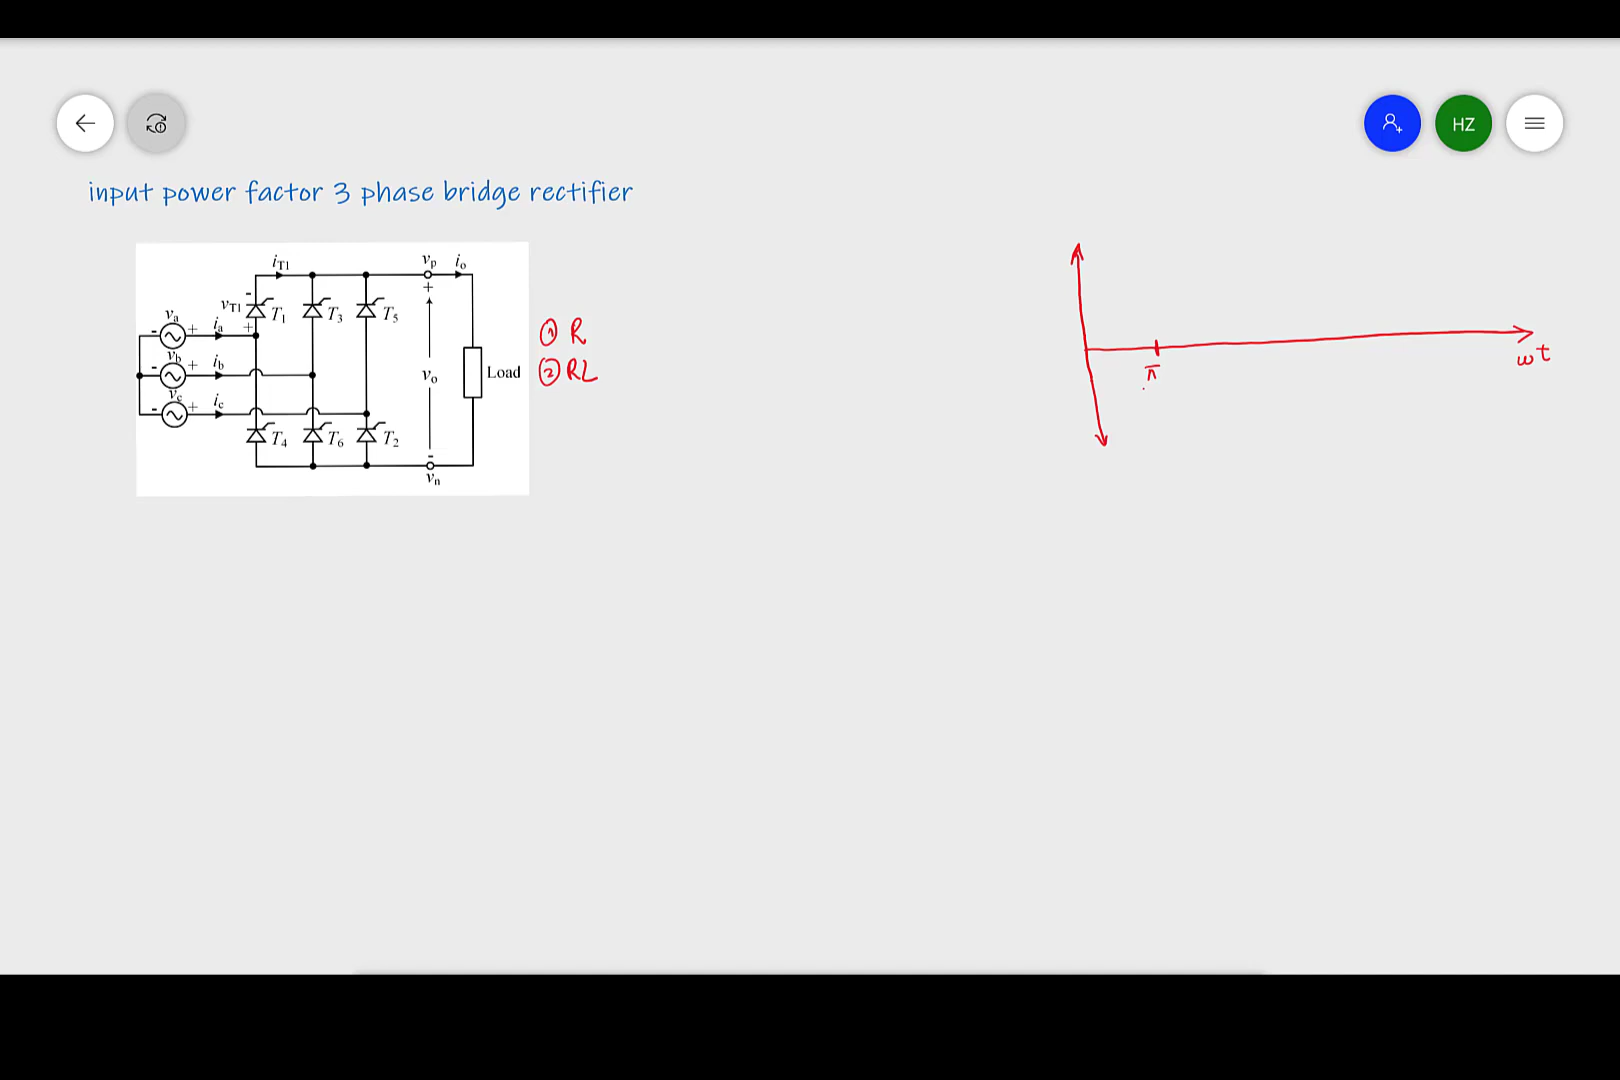 HZ
input power factor 3 phase bridge rectifier
iT1
vp io
+
-
vT1 T1 T3 T5
va
- + ia +
vb
- + ib
vo Load
vc
- + ic
T4 T6 T2
-
vn
① R
② RL
π
ωt